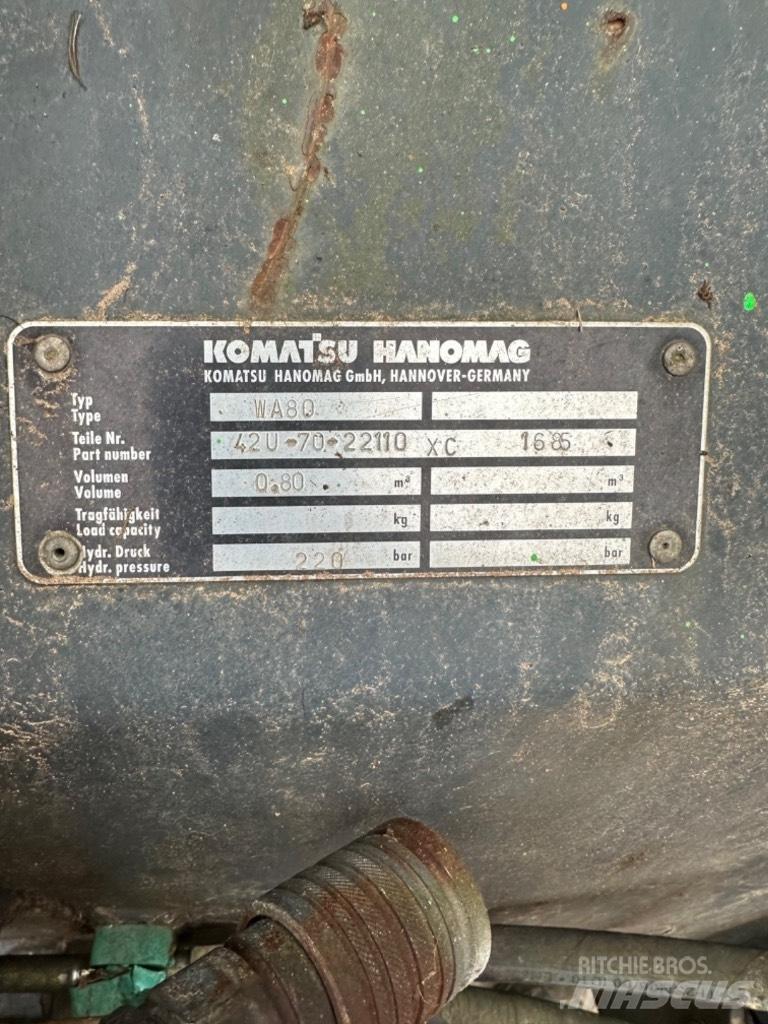 KOMATSU HANOMAG
KOMATSU HANOMAG GmbH, HANNOVER-GERMANY
Typ
Type
WA80
Teile Nr.
Part number
42U-70-22110 XC 1685
Volumen
Volume
0.80 m³ m³
Tragfähigkeit
Load capacity
kg kg
Hydr. Druck
Hydr. pressure
220 bar bar
RITCHIE BROS.
MASCUS